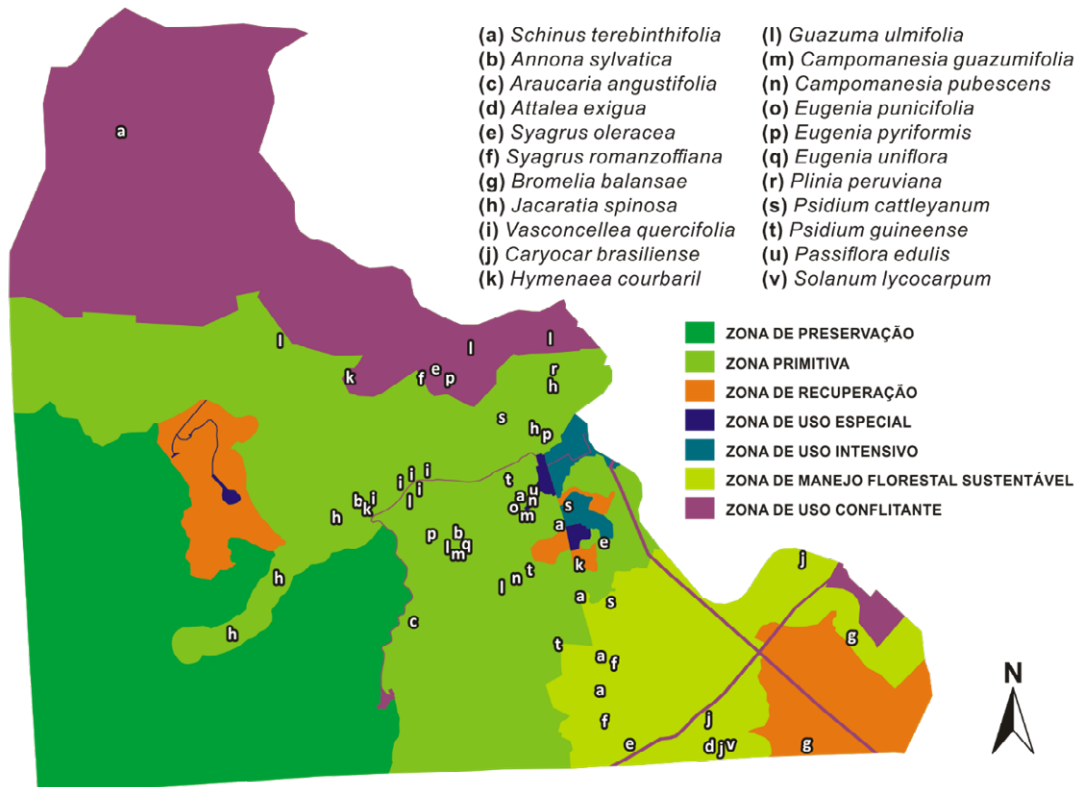 (a) Schinus terebinthifolia
(b) Annona sylvatica
(c) Araucaria angustifolia
(d) Attalea exigua
(e) Syagrus oleracea
(f) Syagrus romanzoffiana
(g) Bromelia balansae
(h) Jacaratia spinosa
(i) Vasconcellea quercifolia
(j) Caryocar brasiliense
(k) Hymenaea courbaril
(l) Guazuma ulmifolia
(m) Campomanesia guazumifolia
(n) Campomanesia pubescens
(o) Eugenia punicifolia
(p) Eugenia pyriformis
(q) Eugenia uniflora
(r) Plinia peruviana
(s) Psidium cattleyanum
(t) Psidium guineense
(u) Passiflora edulis
(v) Solanum lycocarpum
ZONA DE PRESERVAÇÃO
ZONA PRIMITIVA
ZONA DE RECUPERAÇÃO
ZONA DE USO ESPECIAL
ZONA DE USO INTENSIVO
ZONA DE MANEJO FLORESTAL SUSTENTÁVEL
ZONA DE USO CONFLITANTE
N
a
l
l
l
e
k
f
p
r
h
s
h
p
i
i
i
i
t
u
b
i
l
a
n
k
o
m
s
h
a
p
b
l
q
m
e
k
t
n
l
h
a
s
c
h
t
a
f
a
f
e
j
g
j
d
j
v
g